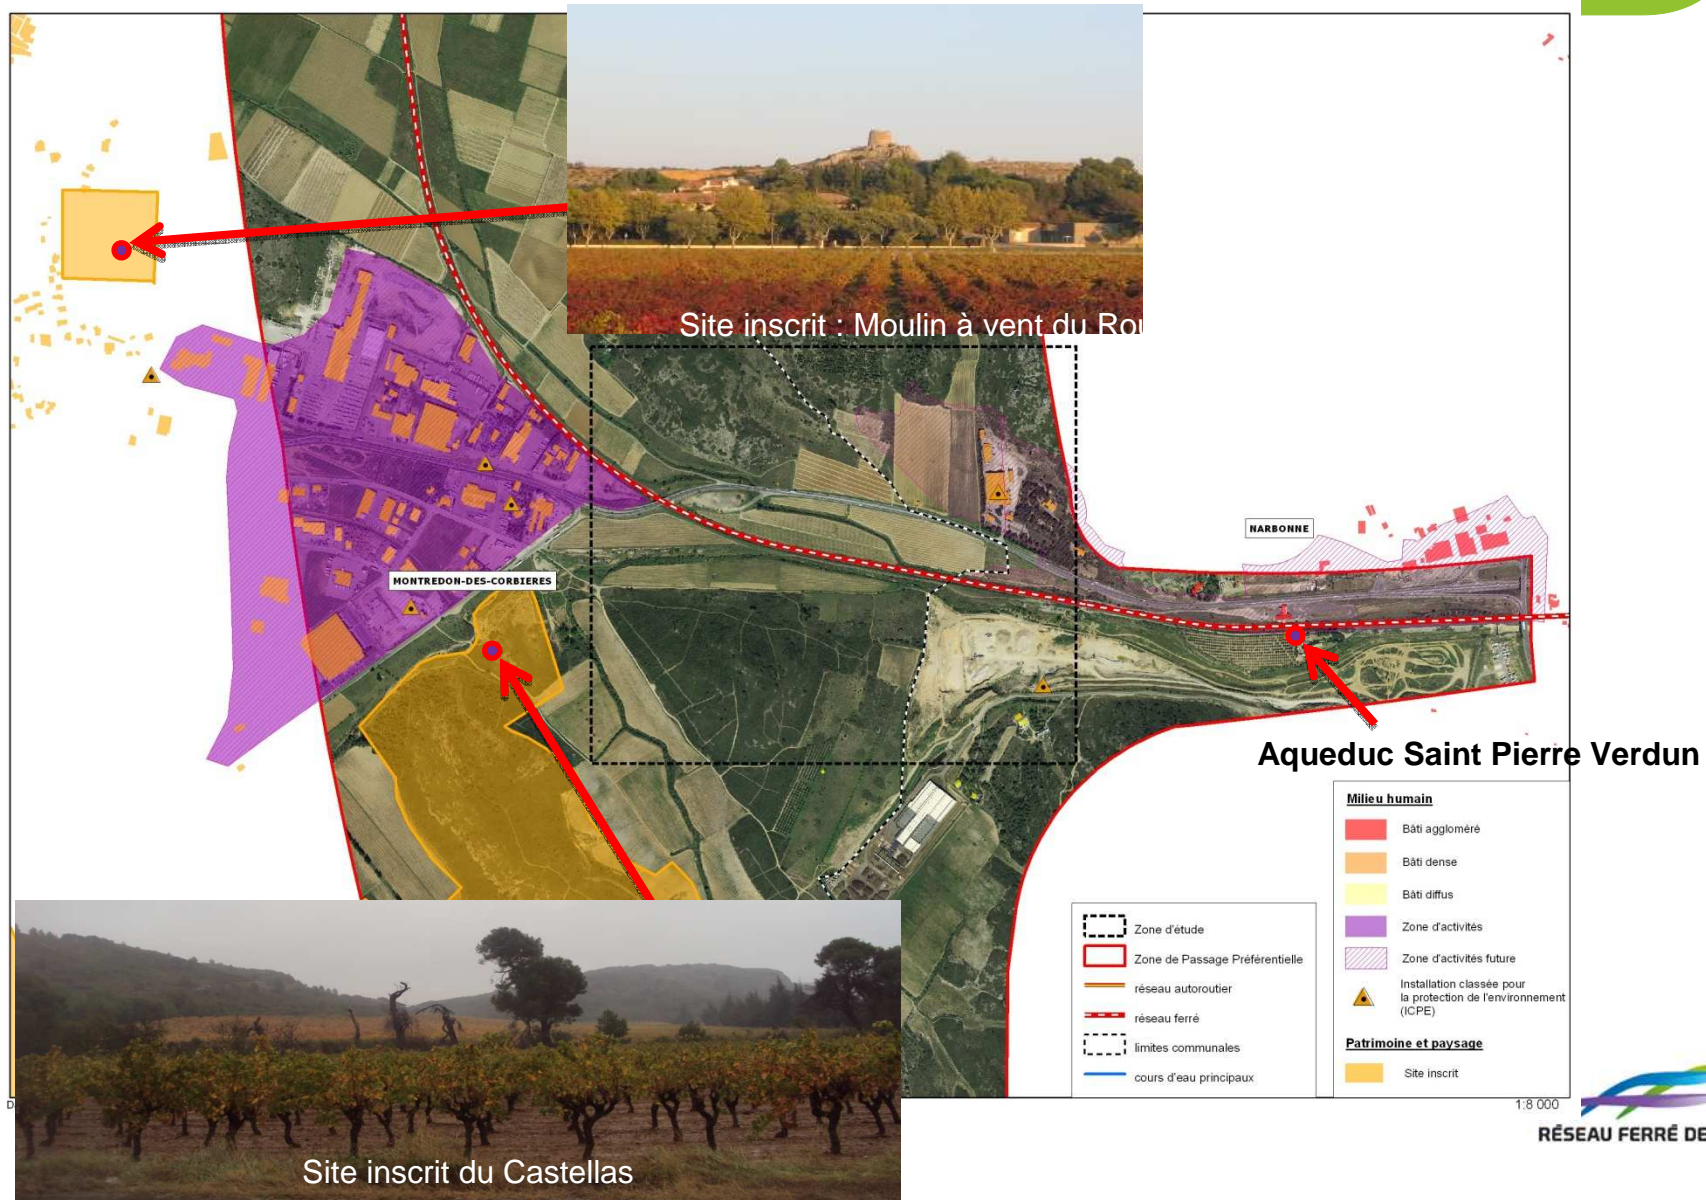 Site inscrit : Moulin à vent du
NARBONNE
MONTREDON-DES-CORBIERES
Aqueduc Saint Pierre Verdun
Milieu humain
Bâti aggloméré
Bâti dense
Bâti diffus
Zone d'activités
Zone d'activités future
Installation classée pour
la protection de l'environnement
(ICPE)
Patrimoine et paysage
Site inscrit
Zone d'étude
Zone de Passage Préférentielle
réseau autoroutier
réseau ferré
limites communales
cours d'eau principaux
1:8 000
RÉSEAU FERRÉ DE
Site inscrit du Castellas